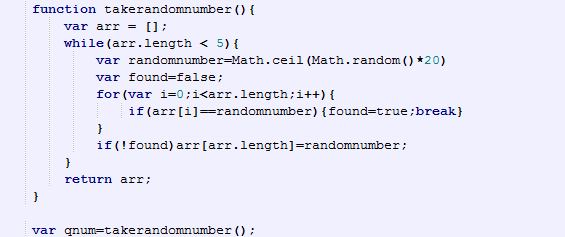 function takerandomnumber(){
var arr = [];
while(arr.length < 5){
var randomnumber=Math.ceil(Math.random()*20)
var found=false;
for(var i=0;i<arr.length;i++){
if(arr[i]==randomnumber){found=true;break}
}
if(!found)arr[arr.length]=randomnumber;
}
return arr;
}
var qnum=takerandomnumber();